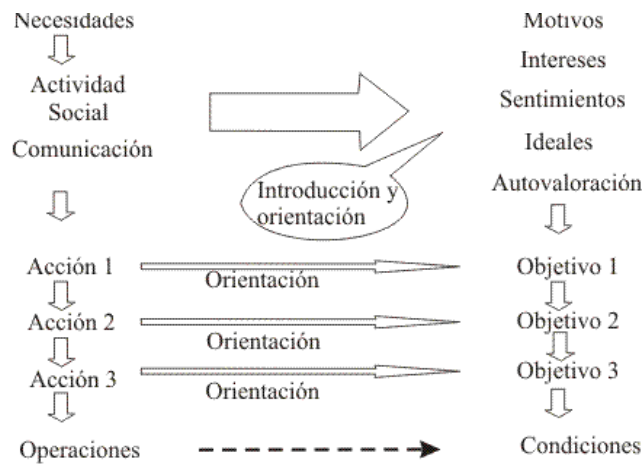 Necesidades
Motivos
Intereses
Actividad
Social
Sentimientos
Comunicación
Ideales
Introducción y
orientación
Autovaloración
Acción 1
Orientación
Objetivo 1
Acción 2
Orientación
Objetivo 2
Acción 3
Orientación
Objetivo 3
Operaciones
Condiciones